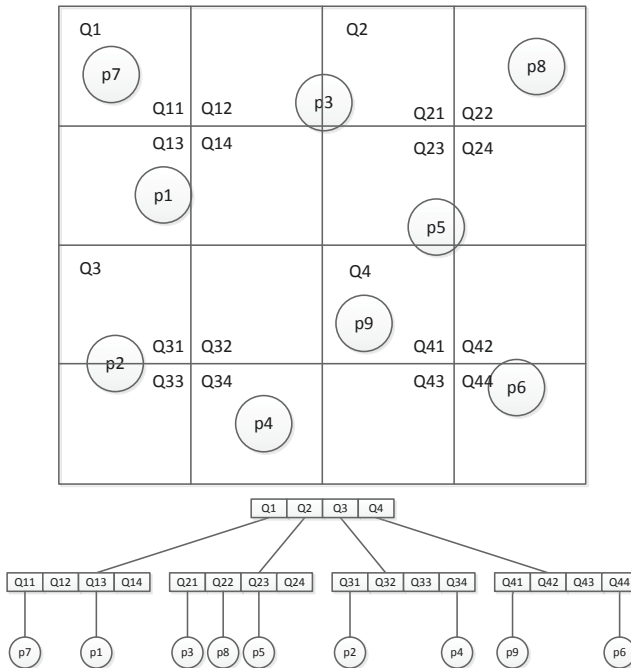 Q1 Q2
p7 p8
p3
Q11 Q12 Q21 Q22
Q13 Q14 Q23 Q24
p1
p5
Q3 Q4
p9
Q31 Q32 Q41 Q42
p2
Q33 Q34 Q43 Q44
p6
p4
Q1 Q2 Q3 Q4
Q11 Q12 Q13 Q14 Q21 Q22 Q23 Q24 Q31 Q32 Q33 Q34 Q41 Q42 Q43 Q44
p7 p1 p3 p8 p5 p2 p4 p9 p6